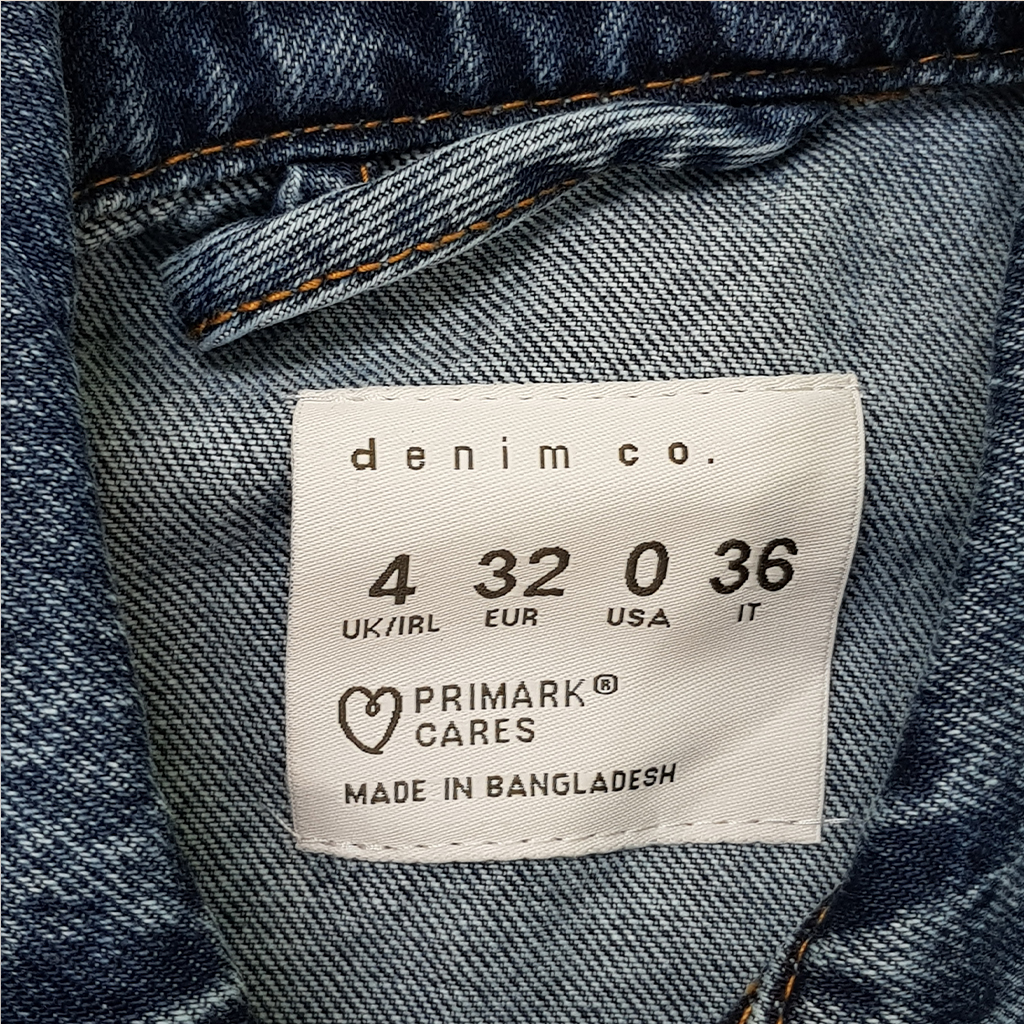 denim co.
4 32 0 36
UK/IRL EUR USA IT
PRIMARK®
CARES
MADE IN BANGLADESH